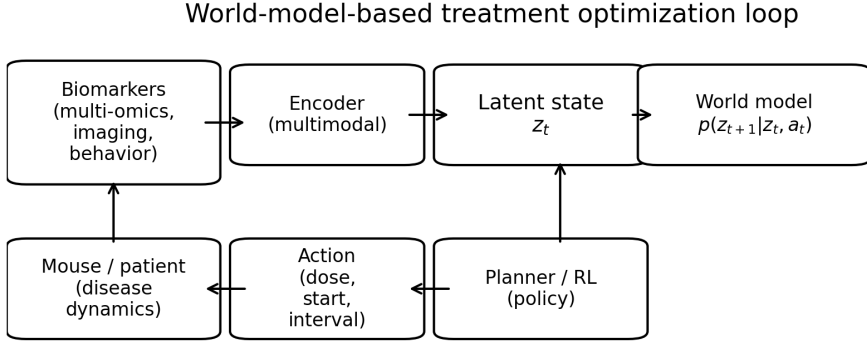 World-model-based treatment optimization loop
Biomarkers
(multi-omics,
imaging,
behavior)
Encoder
(multimodal)
Latent state
z_t
World model
p(z_{t+1}|z_t, a_t)
Mouse / patient
(disease
dynamics)
Action
(dose,
start,
interval)
Planner / RL
(policy)